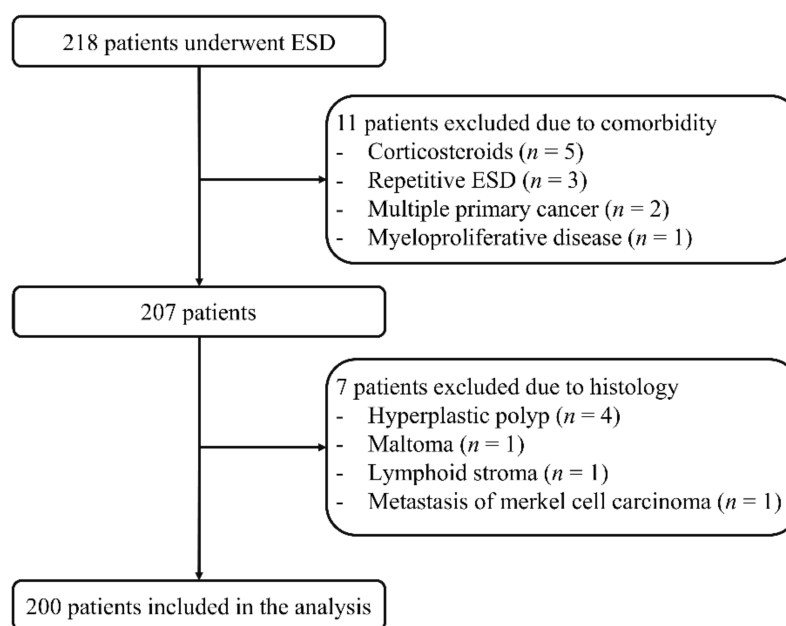 218 patients underwent ESD
11 patients excluded due to comorbidity
- Corticosteroids (n = 5)
- Repetitive ESD (n = 3)
- Multiple primary cancer (n = 2)
- Myeloproliferative disease (n = 1)
207 patients
7 patients excluded due to histology
- Hyperplastic polyp (n = 4)
- Maltoma (n = 1)
- Lymphoid stroma (n = 1)
- Metastasis of merkel cell carcinoma (n = 1)
200 patients included in the analysis